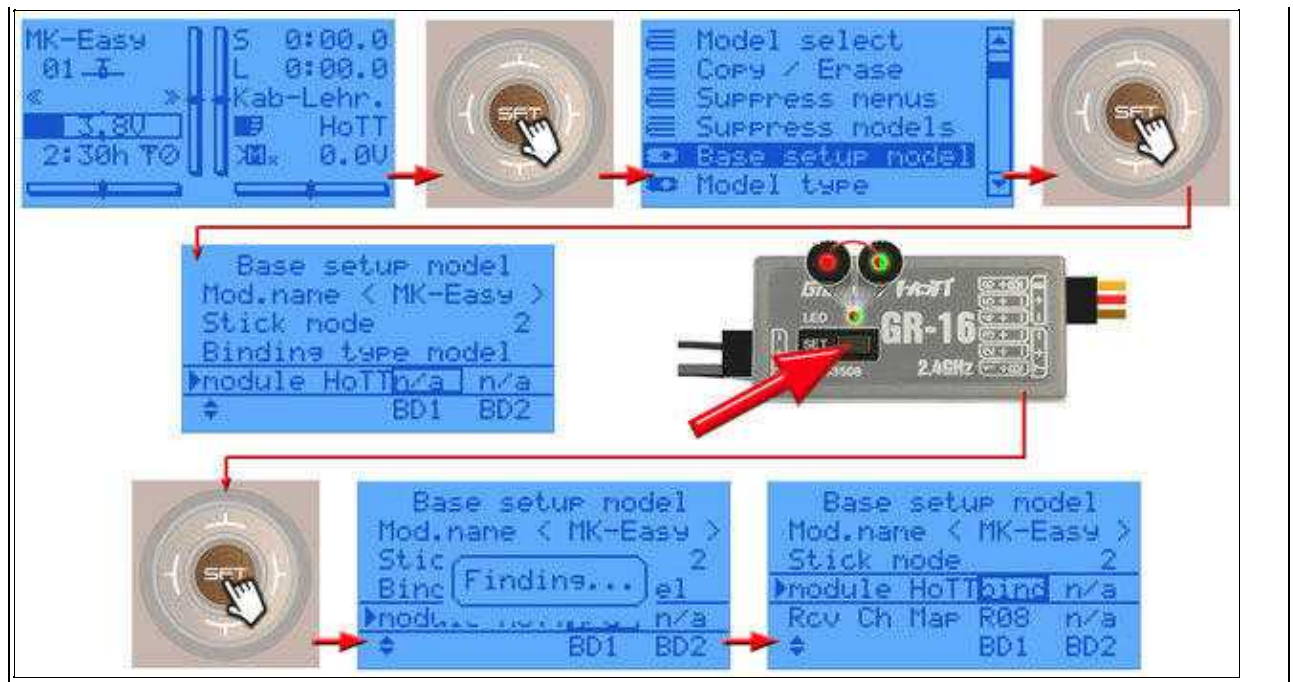 MK-Easy
01
« »
3.8V
2:30h
S 0:00.0
L 0:00.0
Kab-Lehr.
HoTT
0.0V
SET
Model select
Copy / Erase
Suppress menus
Suppress models
Base setup model
Model type
SET
Base setup model
Mod.name < MK-Easy >
Stick mode 2
Binding type model
module HoTT n/a n/a
BD1 BD2
HoTT
LED
GR-16
SET
2.4GHz
SET
Base setup model
Mod.name < MK-Easy >
Stic 2
Finding...
Binc el
modu n/a
BD1 BD2
Base setup model
Mod.name < MK-Easy >
Stick mode 2
module HoTT bind n/a
Rcv Ch Map R08 n/a
BD1 BD2